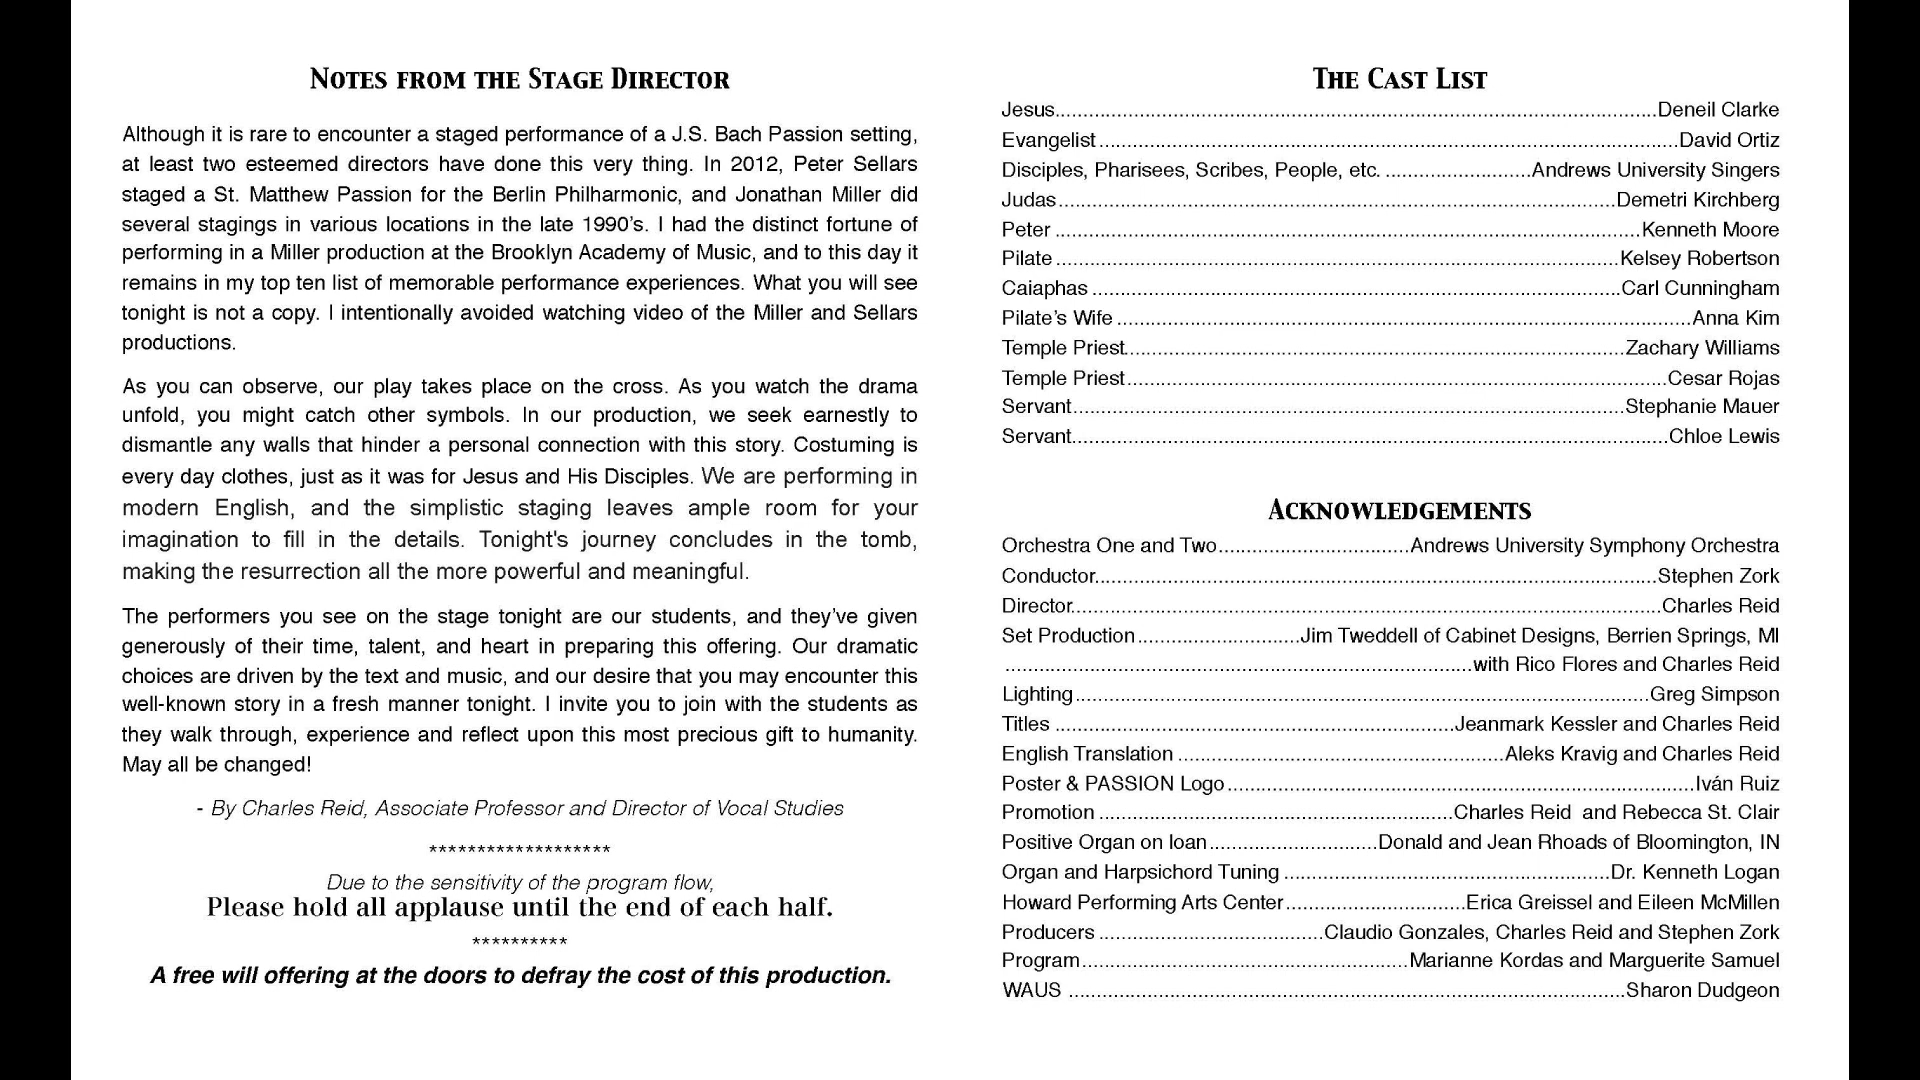 Notes from the Stage Director
Although it is rare to encounter a staged performance of a J.S. Bach Passion setting,
at least two esteemed directors have done this very thing. In 2012, Peter Sellars
staged a St. Matthew Passion for the Berlin Philharmonic, and Jonathan Miller did
several stagings in various locations in the late 1990’s. I had the distinct fortune of
performing in a Miller production at the Brooklyn Academy of Music, and to this day it
remains in my top ten list of memorable performance experiences. What you will see
tonight is not a copy. I intentionally avoided watching video of the Miller and Sellars
productions.
As you can observe, our play takes place on the cross. As you watch the drama
unfold, you might catch other symbols. In our production, we seek earnestly to
dismantle any walls that hinder a personal connection with this story. Costuming is
every day clothes, just as it was for Jesus and His Disciples. We are performing in
modern English, and the simplistic staging leaves ample room for your
imagination to fill in the details. Tonight's journey concludes in the tomb,
making the resurrection all the more powerful and meaningful.
The performers you see on the stage tonight are our students, and they’ve given
generously of their time, talent, and heart in preparing this offering. Our dramatic
choices are driven by the text and music, and our desire that you may encounter this
well-known story in a fresh manner tonight. I invite you to join with the students as
they walk through, experience and reflect upon this most precious gift to humanity.
May all be changed!
- By Charles Reid, Associate Professor and Director of Vocal Studies
*******************
Due to the sensitivity of the program flow,
Please hold all applause until the end of each half.
**********
A free will offering at the doors to defray the cost of this production.
The Cast List
Jesus..........Deneil Clarke
Evangelist..........David Ortiz
Disciples, Pharisees, Scribes, People, etc. ..........Andrews University Singers
Judas..........Demetri Kirchberg
Peter ..........Kenneth Moore
Pilate ..........Kelsey Robertson
Caiaphas ..........Carl Cunningham
Pilate’s Wife ..........Anna Kim
Temple Priest..........Zachary Williams
Temple Priest..........Cesar Rojas
Servant..........Stephanie Mauer
Servant..........Chloe Lewis
Acknowledgements
Orchestra One and Two..........Andrews University Symphony Orchestra
Conductor..........Stephen Zork
Director..........Charles Reid
Set Production..........Jim Tweddell of Cabinet Designs, Berrien Springs, MI
..........with Rico Flores and Charles Reid
Lighting..........Greg Simpson
Titles ..........Jeanmark Kessler and Charles Reid
English Translation ..........Aleks Kravig and Charles Reid
Poster & PASSION Logo..........Iván Ruiz
Promotion ..........Charles Reid  and Rebecca St. Clair
Positive Organ on loan..........Donald and Jean Rhoads of Bloomington, IN
Organ and Harpsichord Tuning ..........Dr. Kenneth Logan
Howard Performing Arts Center..........Erica Greissel and Eileen McMillen
Producers ..........Claudio Gonzales, Charles Reid and Stephen Zork
Program..........Marianne Kordas and Marguerite Samuel
WAUS ..........Sharon Dudgeon